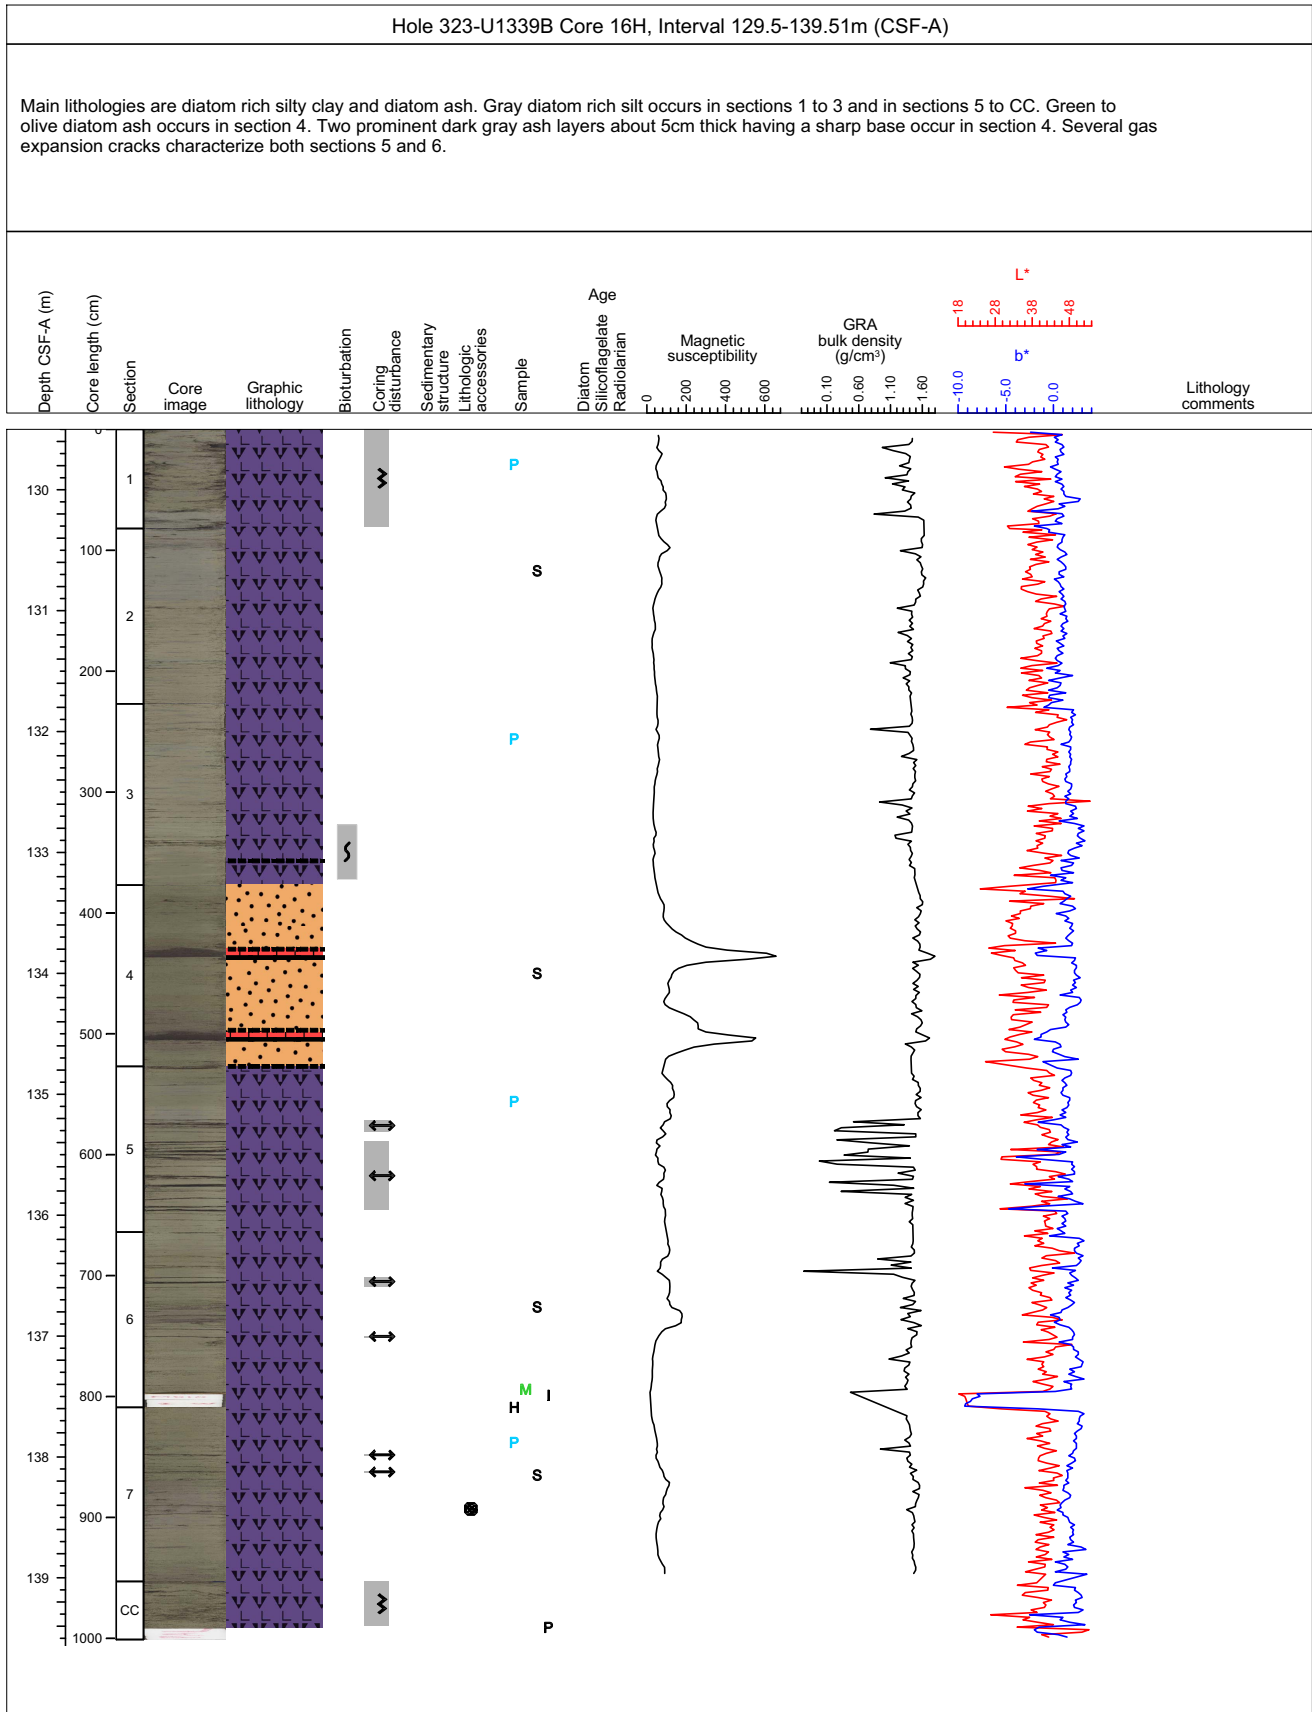 Hole 323-U1339B Core 16H, Interval 129.5-139.51m (CSF-A)
Main lithologies are diatom rich silty clay and diatom ash. Gray diatom rich silt occurs in sections 1 to 3 and in sections 5 to CC. Green to
olive diatom ash occurs in section 4. Two prominent dark gray ash layers about 5cm thick having a sharp base occur in section 4. Several gas
expansion cracks characterize both sections 5 and 6.
Depth CSF-A (m)
Core length (cm)
Section
Core
image
Graphic
lithology
Bioturbation
Coring
disturbance
Sedimentary
structure
Lithologic
accessories
Sample
Age
Diatom
Silicoflagelate
Radiolarian
Magnetic
susceptibility
0 200 400 600
GRA
bulk density
(g/cm³)
0.10 0.60 1.10 1.60
L*
18 28 38 48
b*
-10.0 -5.0 0.0
Lithology
comments
0
1
P
130
100
S
131
2
200
132
P
300
3
133
400
134
4
S
500
135
P
5
600
136
700
S
6
137
M
800
I
H
P
138
S
7
900
139
CC
P
1000